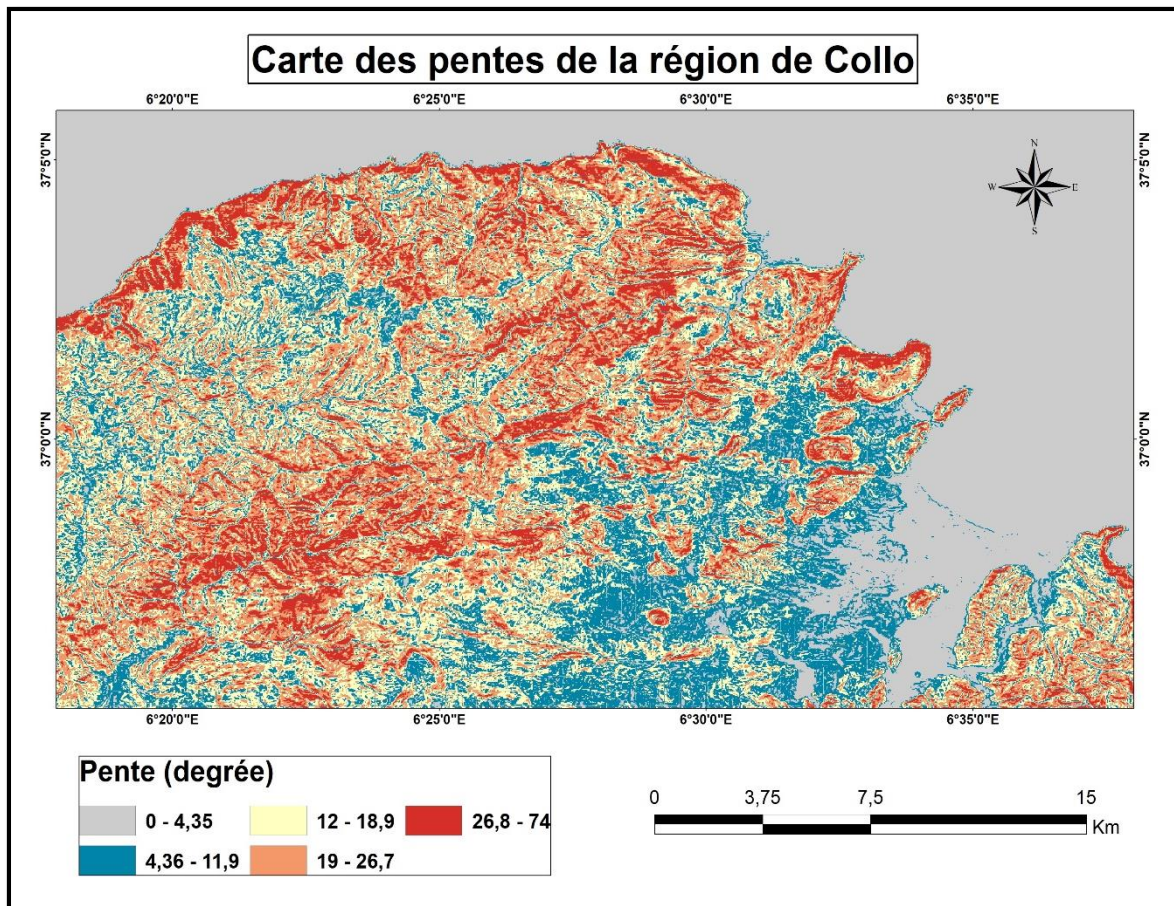 Carte des pentes de la région de Collo
6°20'0"E 6°25'0"E 6°30'0"E 6°35'0"E
37°5'0"N 37°5'0"N
N
W E
S
37°0'0"N 37°0'0"N
6°20'0"E 6°25'0"E 6°30'0"E 6°35'0"E
Pente (degrée)
0 - 4,35 12 - 18,9 26,8 - 74
4,36 - 11,9 19 - 26,7
0 3,75 7,5 15
Km